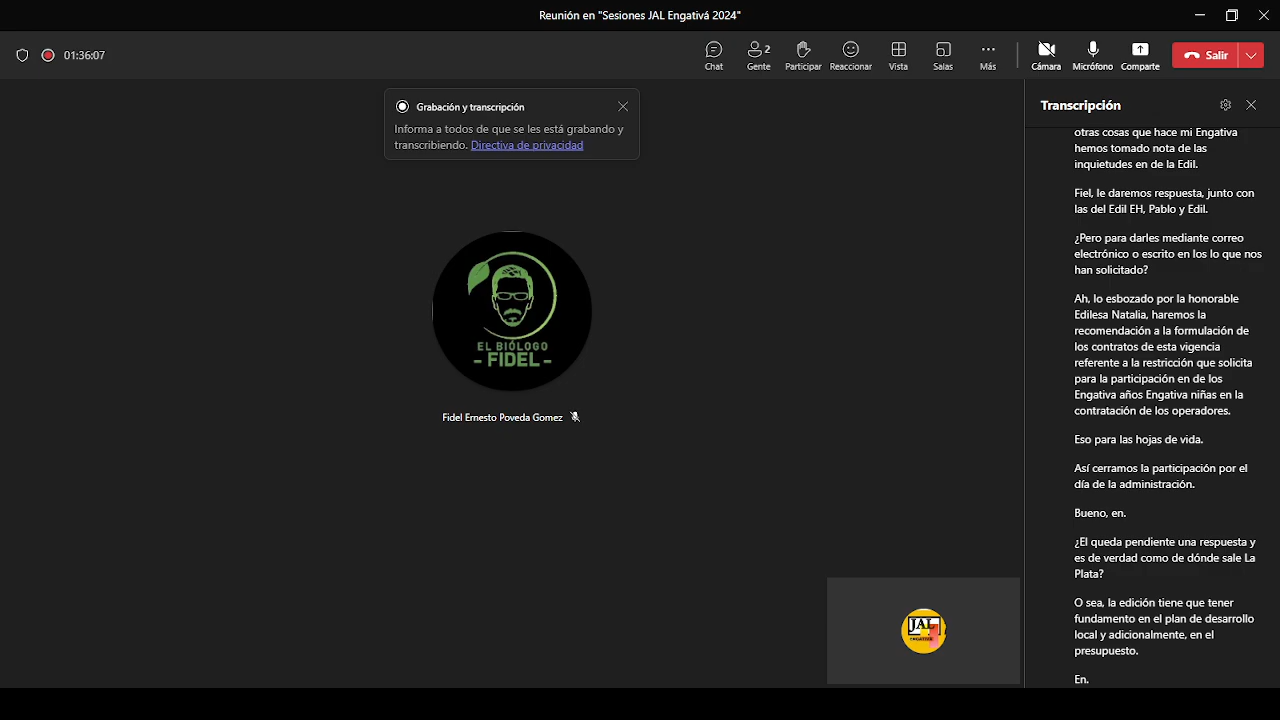 Reunión en "Sesiones JAL Engativá 2024"
01:36:07
Chat
Gente
2
Participar
Reaccionar
Vista
Salas
Más
Cámara
Micrófono
Comparte
Salir
Grabación y transcripción
Informa a todos de que se les está grabando y
transcribiendo. Directiva de privacidad
EL BIÓLOGO
- FIDEL -
Fidel Ernesto Poveda Gomez
JAL
ENGATIVÁ
Transcripción
otras cosas que hace mi Engativa
hemos tomado nota de las
inquietudes en de la Edil.
Fiel, le daremos respuesta, junto con
las del Edil EH, Pablo y Edil.
¿Pero para darles mediante correo
electrónico o escrito en los lo que nos
han solicitado?
Ah, lo esbozado por la honorable
Edilesa Natalia, haremos la
recomendación a la formulación de
los contratos de esta vigencia
referente a la restricción que solicita
para la participación en de los
Engativa años Engativa niñas en la
contratación de los operadores.
Eso para las hojas de vida.
Así cerramos la participación por el
día de la administración.
Bueno, en.
¿El queda pendiente una respuesta y
es de verdad como de dónde sale La
Plata?
O sea, la edición tiene que tener
fundamento en el plan de desarrollo
local y adicionalmente, en el
presupuesto.
En.